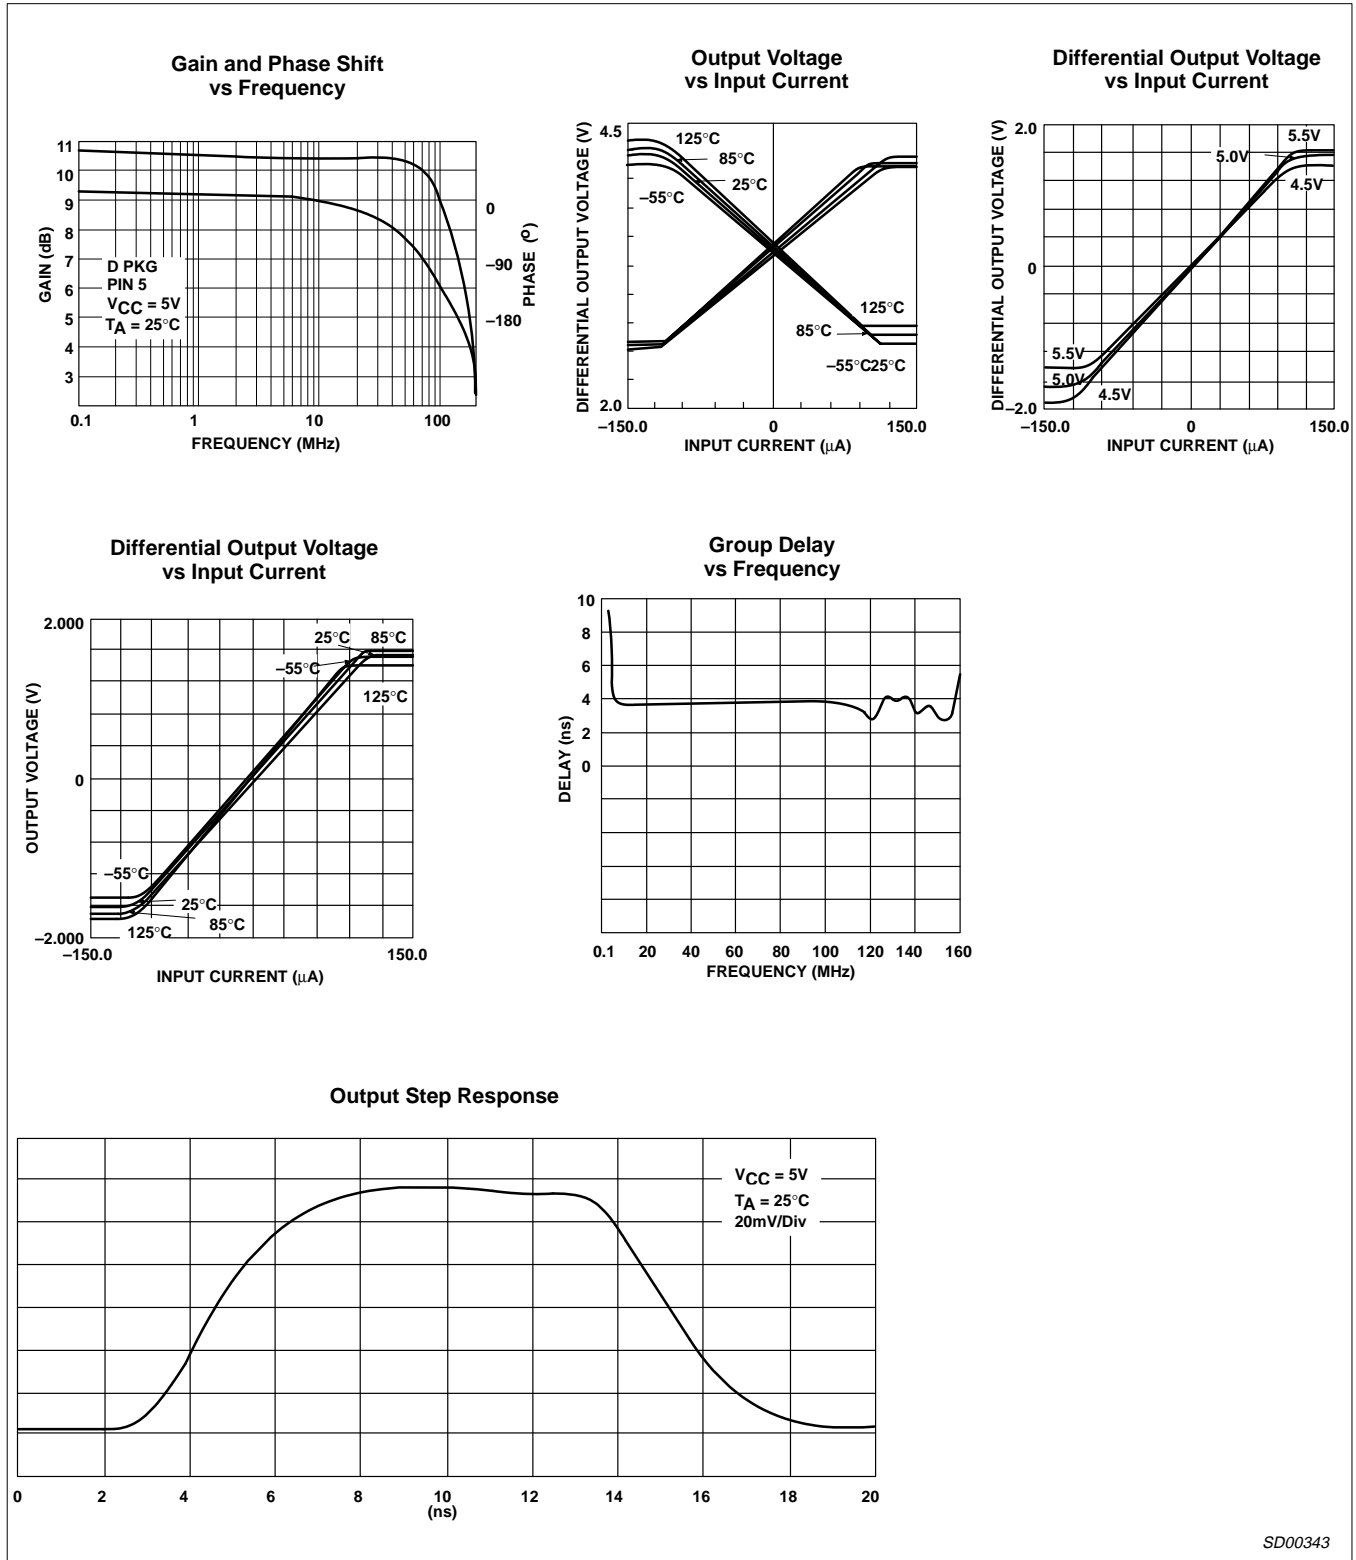 Gain and Phase Shift
vs Frequency
11
10
9
8
7
6
5
4
3
GAIN (dB)
D PKG
PIN 5
VCC = 5V
TA = 25°C
0
–90
–180
PHASE (o)
0.1
1
10
100
FREQUENCY (MHz)
Output Voltage
vs Input Current
4.5
2.0
DIFFERENTIAL OUTPUT VOLTAGE (V)
125°C
85°C
25°C
–55°C
125°C
85°C
–55°C25°C
–150.0
0
150.0
INPUT CURRENT (µA)
Differential Output Voltage
vs Input Current
2.0
0
–2.0
DIFFERENTIAL OUTPUT VOLTAGE (V)
5.5V
5.0V
4.5V
5.5V
5.0V
4.5V
–150.0
0
150.0
INPUT CURRENT (µA)
Differential Output Voltage
vs Input Current
2.000
0
–2.000
OUTPUT VOLTAGE (V)
25°C
85°C
–55°C
125°C
–55°C
25°C
85°C
125°C
–150.0
150.0
INPUT CURRENT (µA)
Group Delay
vs Frequency
10
8
6
4
2
0
DELAY (ns)
0.1
20
40
60
80
100
120
140
160
FREQUENCY (MHz)
Output Step Response
VCC = 5V
TA = 25°C
20mV/Div
0
2
4
6
8
10
12
14
16
18
20
(ns)
SD00343